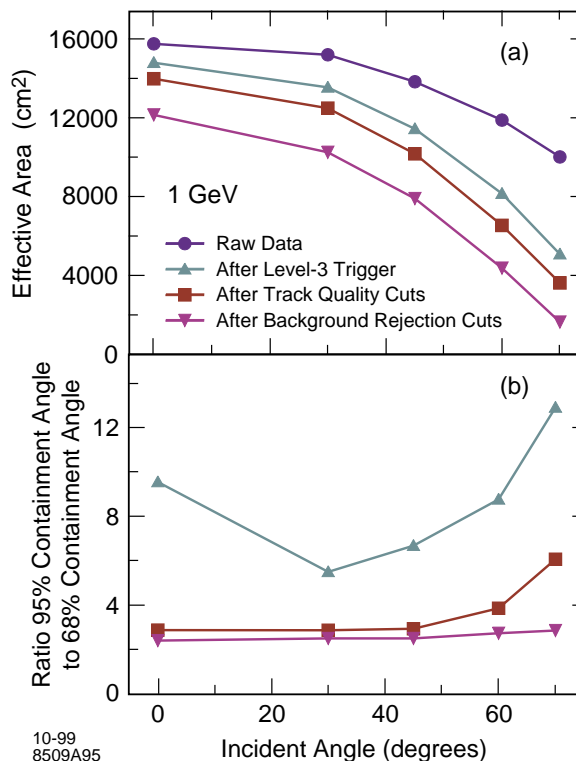 16000
12000
8000
4000
0
Effective Area (cm²)
(a)
1 GeV
Raw Data
After Level-3 Trigger
After Track Quality Cuts
After Background Rejection Cuts
(b)
12
8
4
0
Ratio 95% Containment Angle
to 68% Containment Angle
0 20 40 60
Incident Angle (degrees)
10-99
8509A95